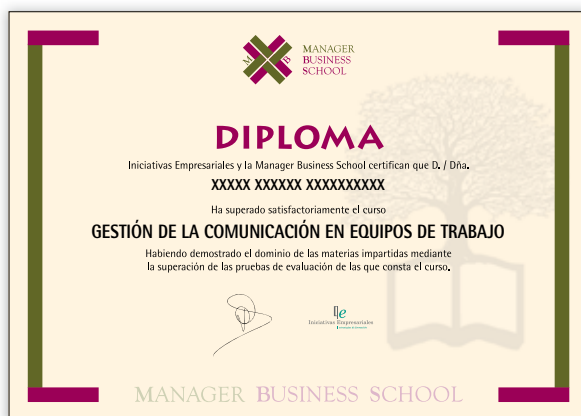 M B
MANAGER
BUSINESS
SCHOOL
DIPLOMA
Iniciativas Empresariales y la Manager Business School certifican que D. / Dña.
XXXXX XXXXXX XXXXXXXXXX
Ha superado satisfactoriamente el curso
GESTIÓN DE LA COMUNICACIÓN EN EQUIPOS DE TRABAJO
Habiendo demostrado el dominio de las materias impartidas mediante
la superación de las pruebas de evaluación de las que consta el curso.
Iniciativas Empresariales
MANAGER BUSINESS SCHOOL